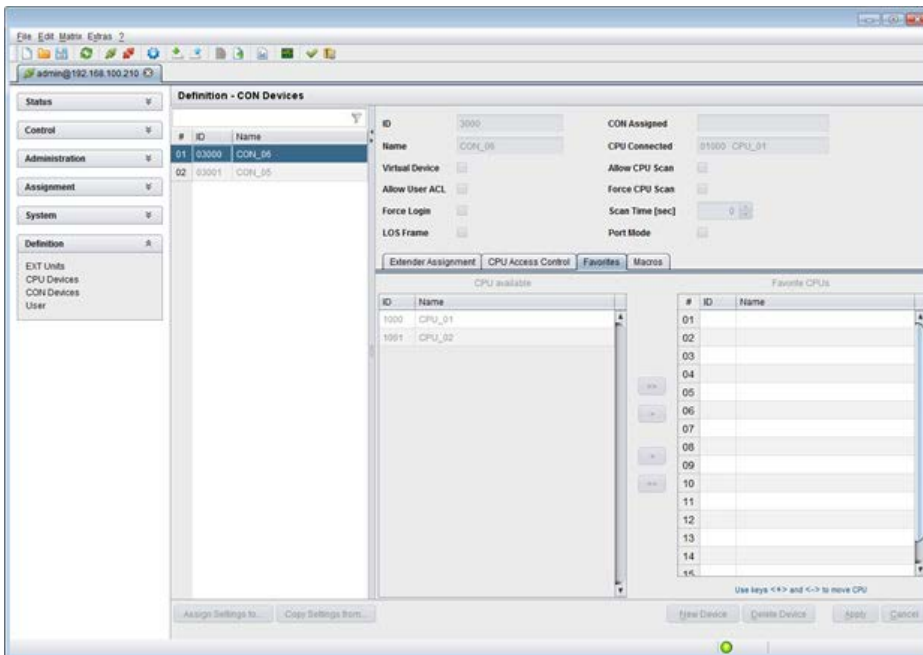 File Edit Matrix Extras ?
admin@192.168.100.210
Status
Control
Administration
Assignment
System
Definition
EXT Units
CPU Devices
CON Devices
User
Definition - CON Devices
# ID Name
01 03000 CON_05
02 03001 CON_05
ID 3000
Name CON_05
Virtual Device
Allow User ACL
Force Login
LOS Frame
CON Assigned
CPU Connected 01000 CPU_01
Allow CPU Scan
Force CPU Scan
Scan Time [sec] 0
Port Mode
Extender Assignment CPU Access Control Favorites Macros
CPU available
ID Name
1000 CPU_01
1001 CPU_02
Favorite CPUs
# ID Name
01
02
03
04
05
06
07
08
09
10
11
12
13
14
15
Use keys <+> and <-> to move CPU
Assign Settings to... Copy Settings from...
New Device Delete Device Apply Cancel